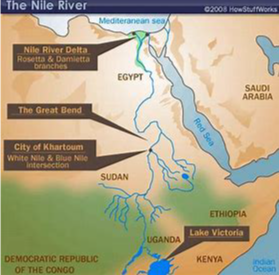 The Nile River
©2008 HowStuffWorks
Mediterranean sea
Nile River Delta
Rosetta & Damietta
branches
EGYPT
SAUDI
ARABIA
The Great Bend
Red Sea
City of Khartoum
White Nile & Blue Nile
intersection
SUDAN
ETHIOPIA
Lake Victoria
UGANDA
DEMOCRATIC REPUBLIC
OF THE CONGO
KENYA
Indian
Ocean